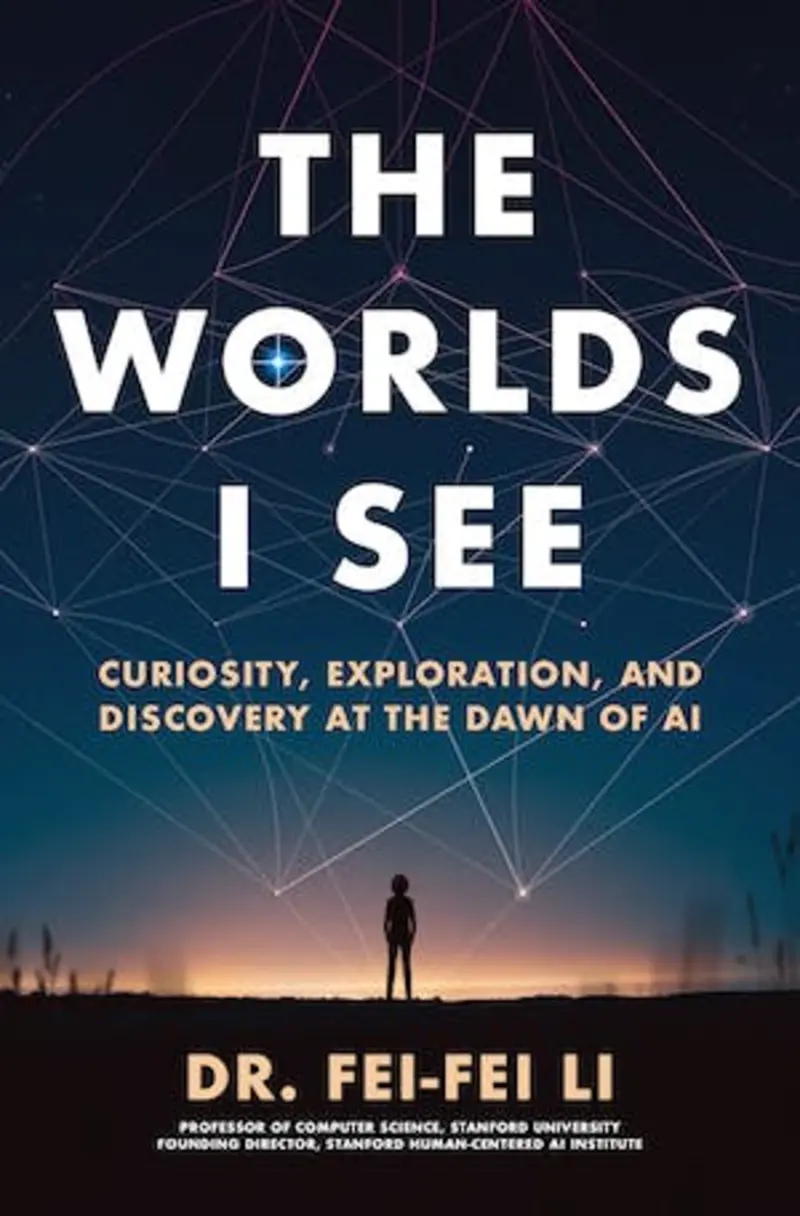 THE
WORLDS
I SEE
CURIOSITY, EXPLORATION, AND
DISCOVERY AT THE DAWN OF AI
DR. FEI-FEI LI
PROFESSOR OF COMPUTER SCIENCE, STANFORD UNIVERSITY
FOUNDING DIRECTOR, STANFORD HUMAN-CENTERED AI INSTITUTE